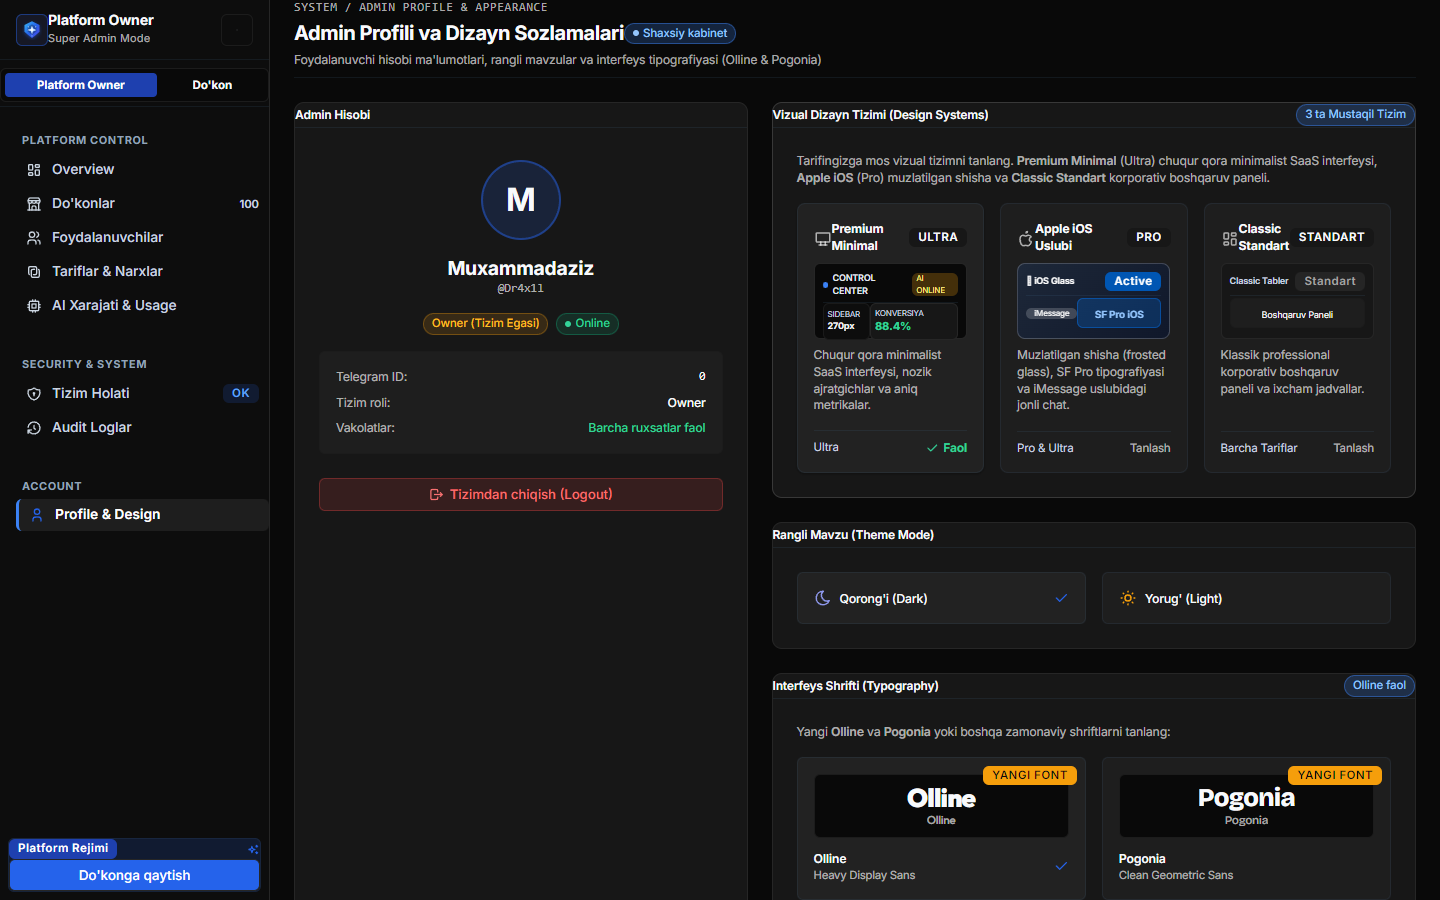 Platform Owner
Super Admin Mode
Platform Owner
Do'kon
PLATFORM CONTROL
Overview
Do'konlar 100
Foydalanuvchilar
Tariflar & Narxlar
AI Xarajati & Usage
SECURITY & SYSTEM
Tizim Holati OK
Audit Loglar
ACCOUNT
Profile & Design
Platform Rejimi
Do'konga qaytish
SYSTEM / ADMIN PROFILE & APPEARANCE
Admin Profili va Dizayn Sozlamalari Shaxsiy kabinet
Foydalanuvchi hisobi ma'lumotlari, rangli mavzular va interfeys tipografiyasi (Olline & Pogonia)
Admin Hisobi
M
Muxammadaziz
@Dr4x1l
Owner (Tizim Egasi) Online
Telegram ID: 0
Tizim roli: Owner
Vakolatlar: Barcha ruxsatlar faol
Tizimdan chiqish (Logout)
Vizual Dizayn Tizimi (Design Systems) 3 ta Mustaqil Tizim
Tarifingizga mos vizual tizimni tanlang. Premium Minimal (Ultra) chuqur qora minimalist SaaS interfeysi,
Apple iOS (Pro) muzlatilgan shisha va Classic Standart korporativ boshqaruv paneli.
Premium
Minimal
ULTRA
CONTROL
CENTER
AI
ONLINE
SIDEBAR
270px
KONVERSIYA
88.4%
Chuqur qora minimalist
SaaS interfeysi, nozik
ajratgichlar va aniq
metrikalar.
Ultra Faol
Apple iOS
Uslubi
PRO
iOS Glass Active
iMessage SF Pro iOS
Muzlatilgan shisha (frosted
glass), SF Pro tipografiyasi
va iMessage uslubidagi
jonli chat.
Pro & Ultra Tanlash
Classic
Standart
STANDART
Classic Tabler Standart
Boshqaruv Paneli
Klassik professional
korporativ boshqaruv
paneli va ixcham jadvallar.
Barcha Tariflar Tanlash
Rangli Mavzu (Theme Mode)
Qorong'i (Dark)
Yorug' (Light)
Interfeys Shrifti (Typography) Olline faol
Yangi Olline va Pogonia yoki boshqa zamonaviy shriftlarni tanlang:
YANGI FONT
Olline
Olline
Olline
Heavy Display Sans
YANGI FONT
Pogonia
Pogonia
Pogonia
Clean Geometric Sans